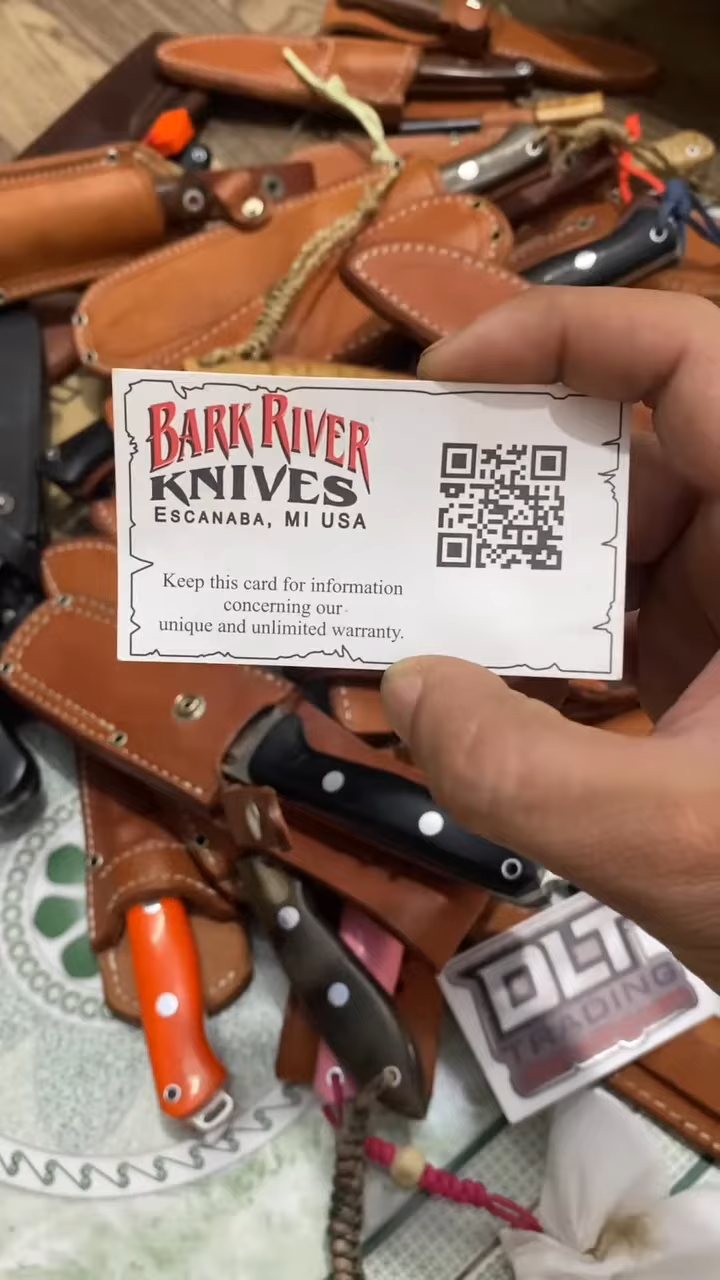 BARK RIVER
KNIVES
ESCANABA, MI USA
Keep this card for information
concerning our
unique and unlimited warranty.
DLT
TRADING